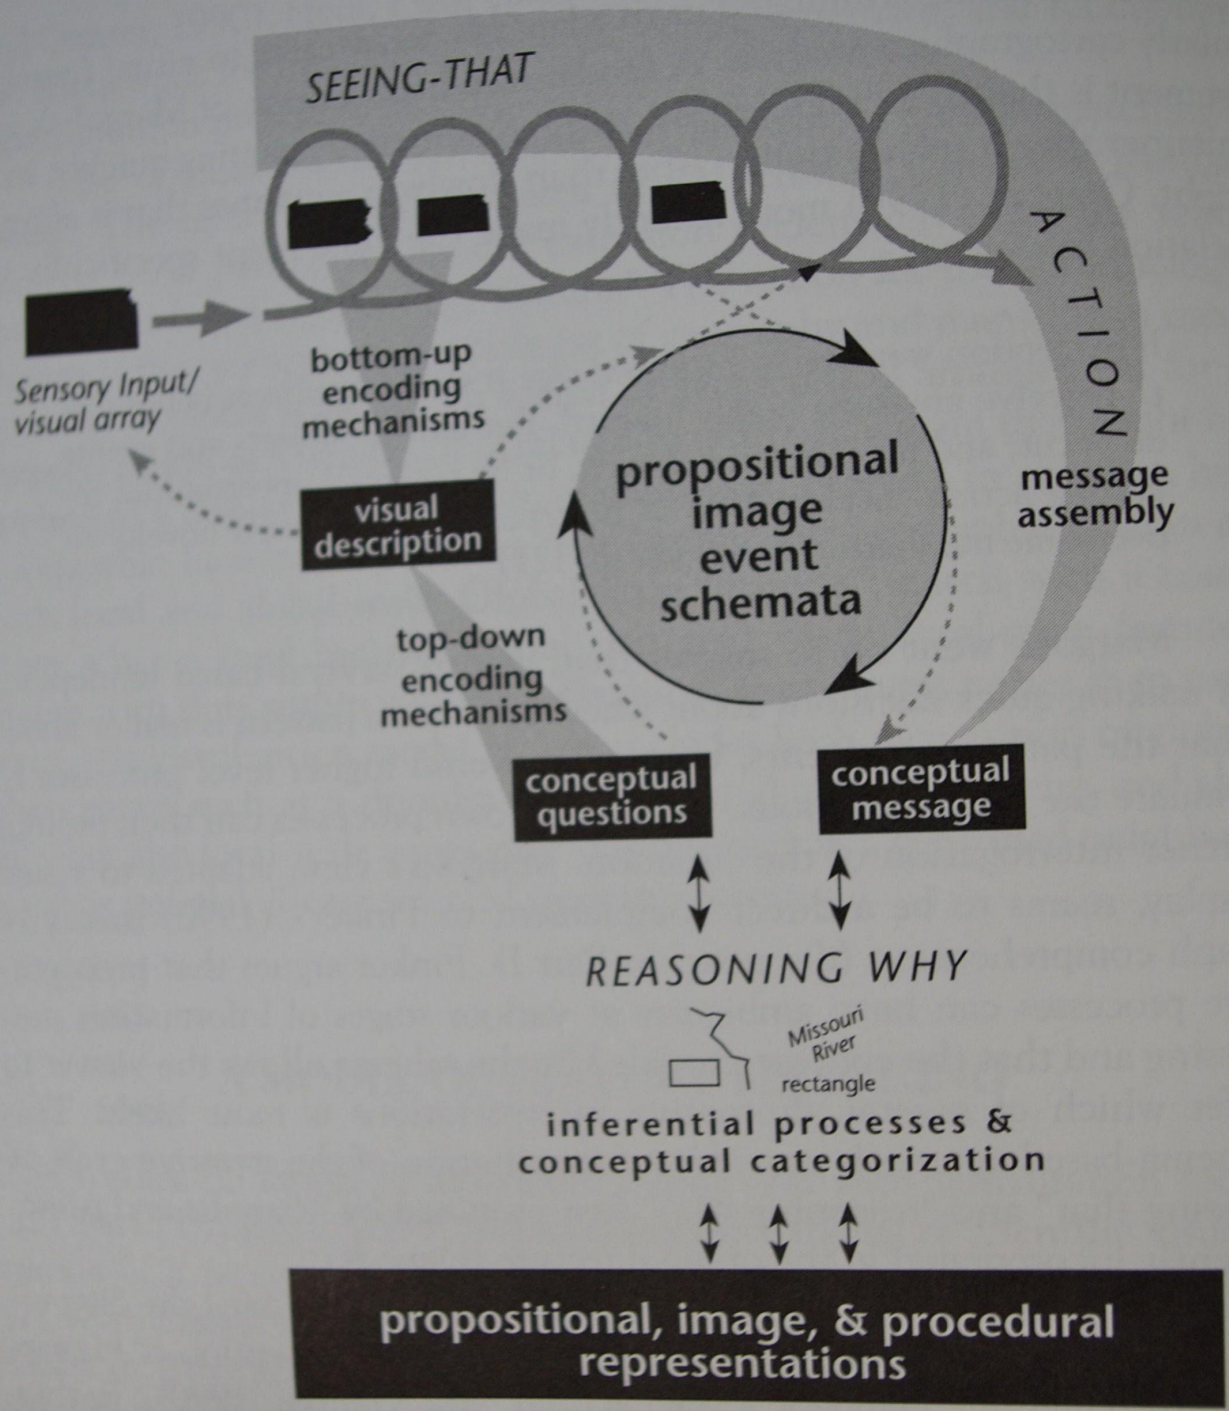 SEEING-THAT
ACTION
Sensory Input/
visual array
bottom-up
encoding
mechanisms
visual
description
propositional
image
event
schemata
message
assembly
top-down
encoding
mechanisms
conceptual
questions
conceptual
message
REASONING WHY
Missouri
River
rectangle
inferential processes &
conceptual categorization
propositional, image, & procedural
representations